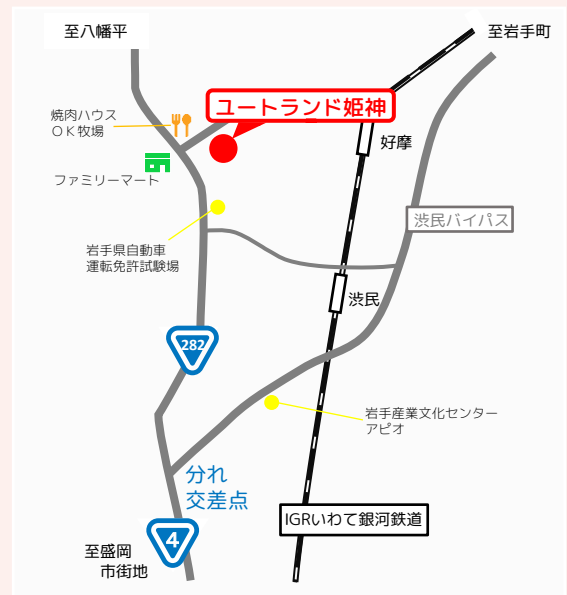 至八幡平
至岩手町
焼肉ハウス
OK牧場
ユートランド姫神
好摩
ファミリーマート
渋民バイパス
岩手県自動車
運転免許試験場
渋民
282
岩手産業文化センター
アピオ
分れ
交差点
IGRいわて銀河鉄道
4
至盛岡
市街地